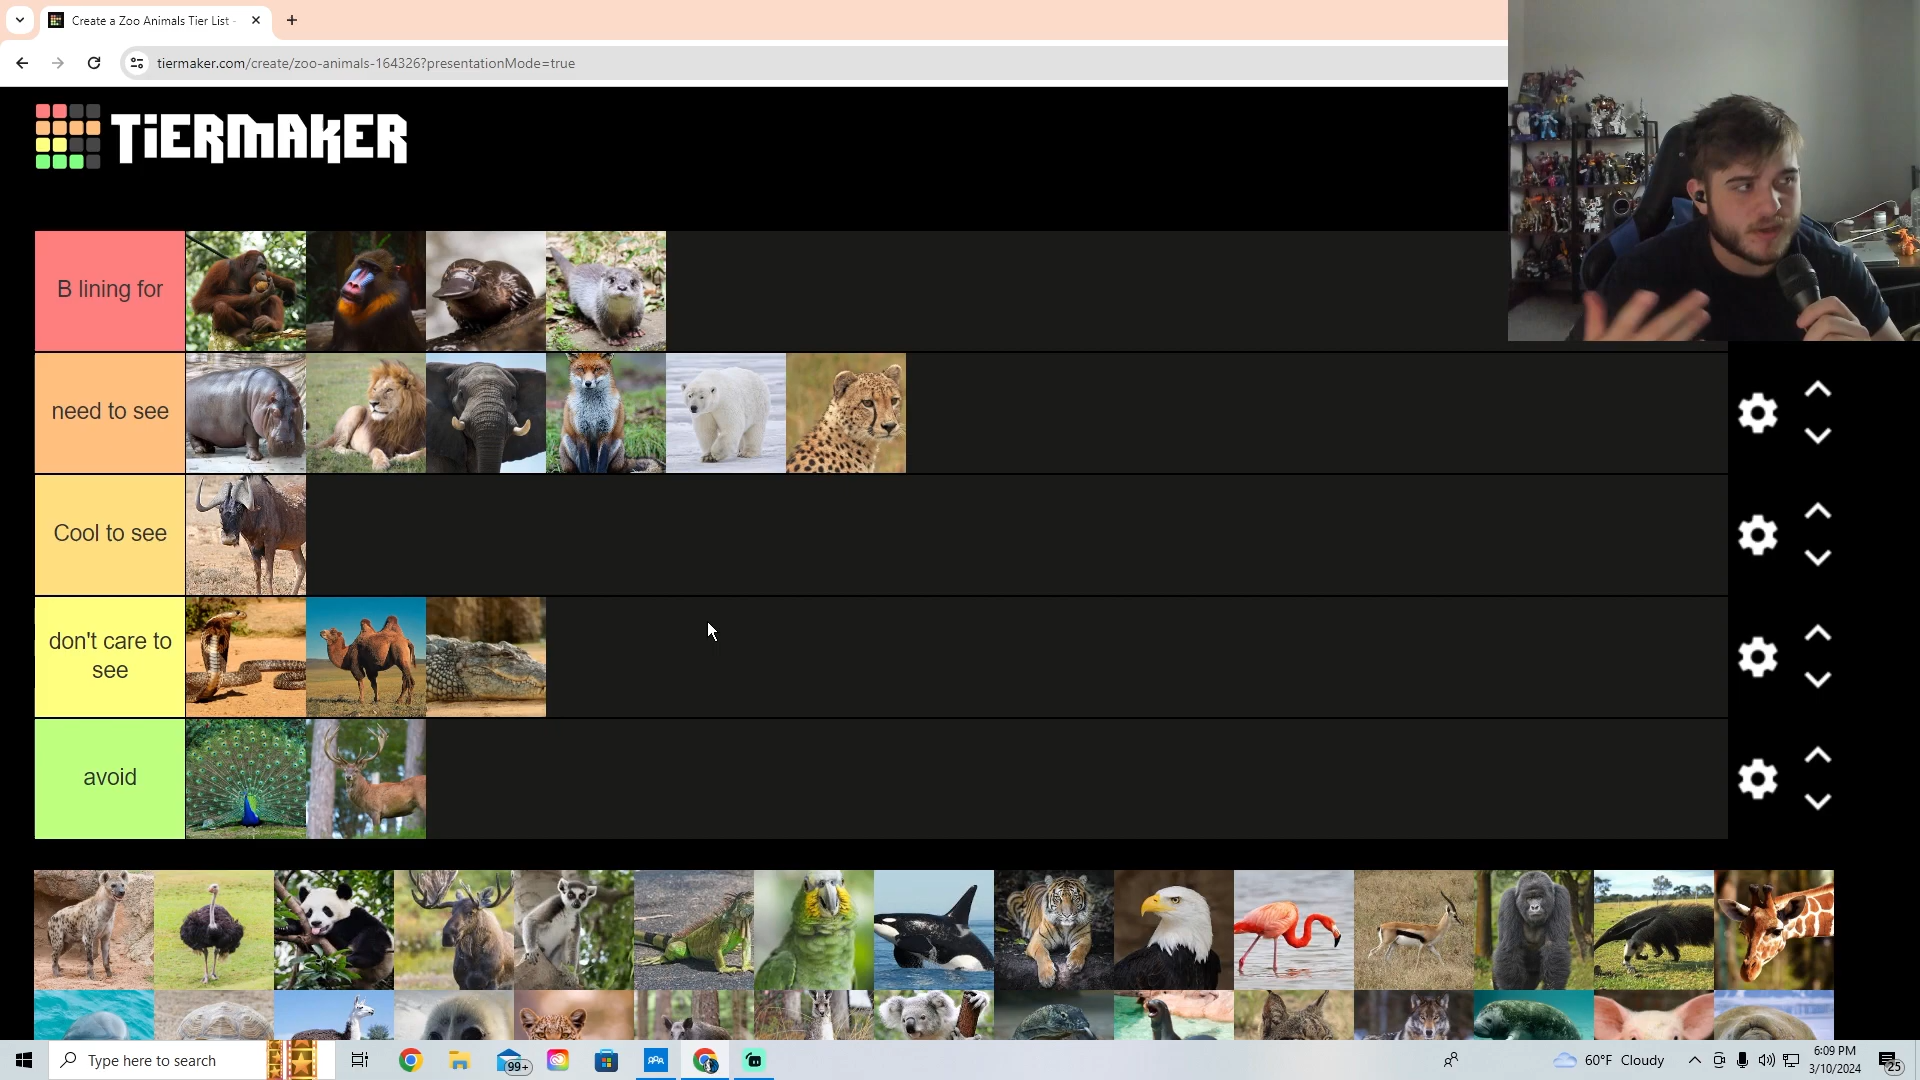 Create a Zoo Animals Tier List -
tiermaker.com/create/zoo-animals-164326?presentationMode=true
TiERMAKER
B lining for
need to see
Cool to see
don't care to
see
avoid
Type here to search
99+
60°F Cloudy
6:09 PM
3/10/2024
25